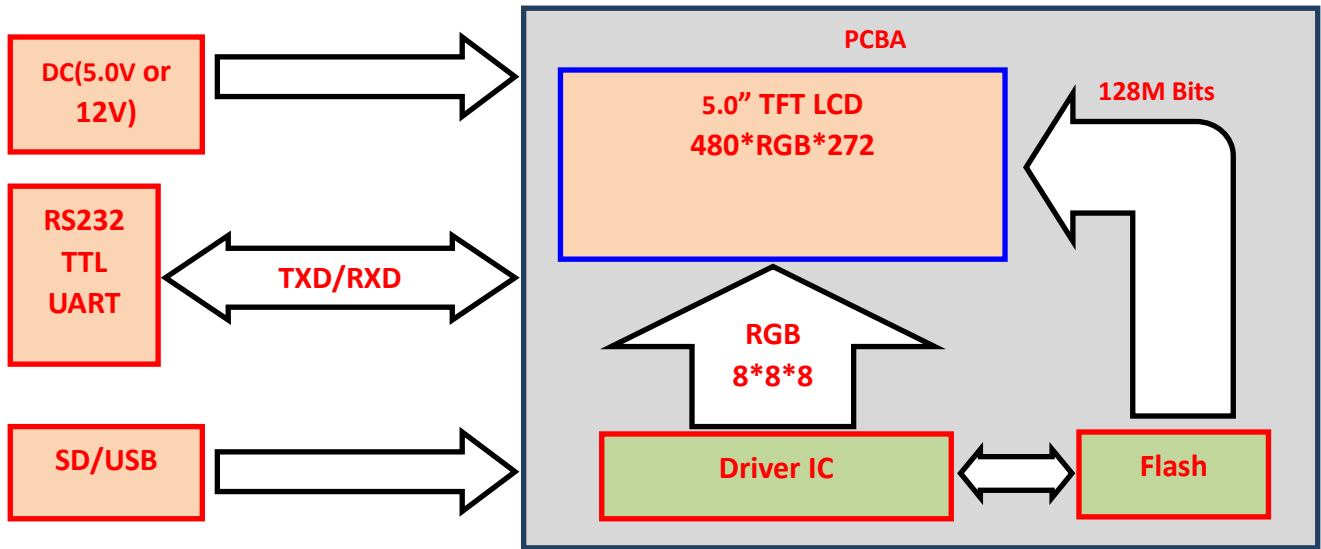 DC(5.0V or
12V)
RS232
TTL
UART
TXD/RXD
SD/USB
PCBA
5.0” TFT LCD
480*RGB*272
128M Bits
RGB
8*8*8
Driver IC
Flash